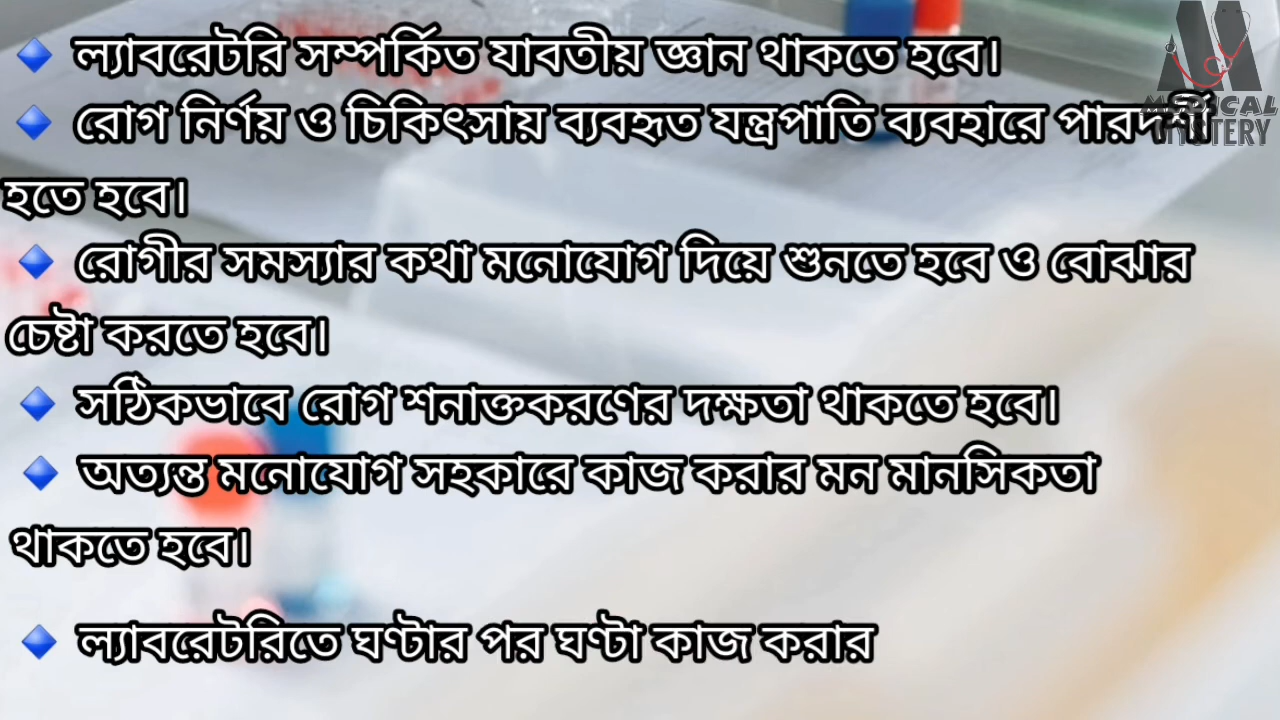 🔹 ল্যাবরেটরি সম্পর্কিত যাবতীয় জ্ঞান থাকতে হবে।
🔹 রোগ নির্ণয় ও চিকিৎসায় ব্যবহৃত যন্ত্রপাতি ব্যবহারে পারদর্শী
হতে হবে।
🔹 রোগীর সমস্যার কথা মনোযোগ দিয়ে শুনতে হবে ও বোঝার
চেষ্টা করতে হবে।
🔹 সঠিকভাবে রোগ শনাক্তকরণের দক্ষতা থাকতে হবে।
🔹 অত্যন্ত মনোযোগ সহকারে কাজ করার মন মানসিকতা
থাকতে হবে।
🔹 ল্যাবরেটরিতে ঘণ্টার পর ঘণ্টা কাজ করার
MEDICAL
MYSTERY